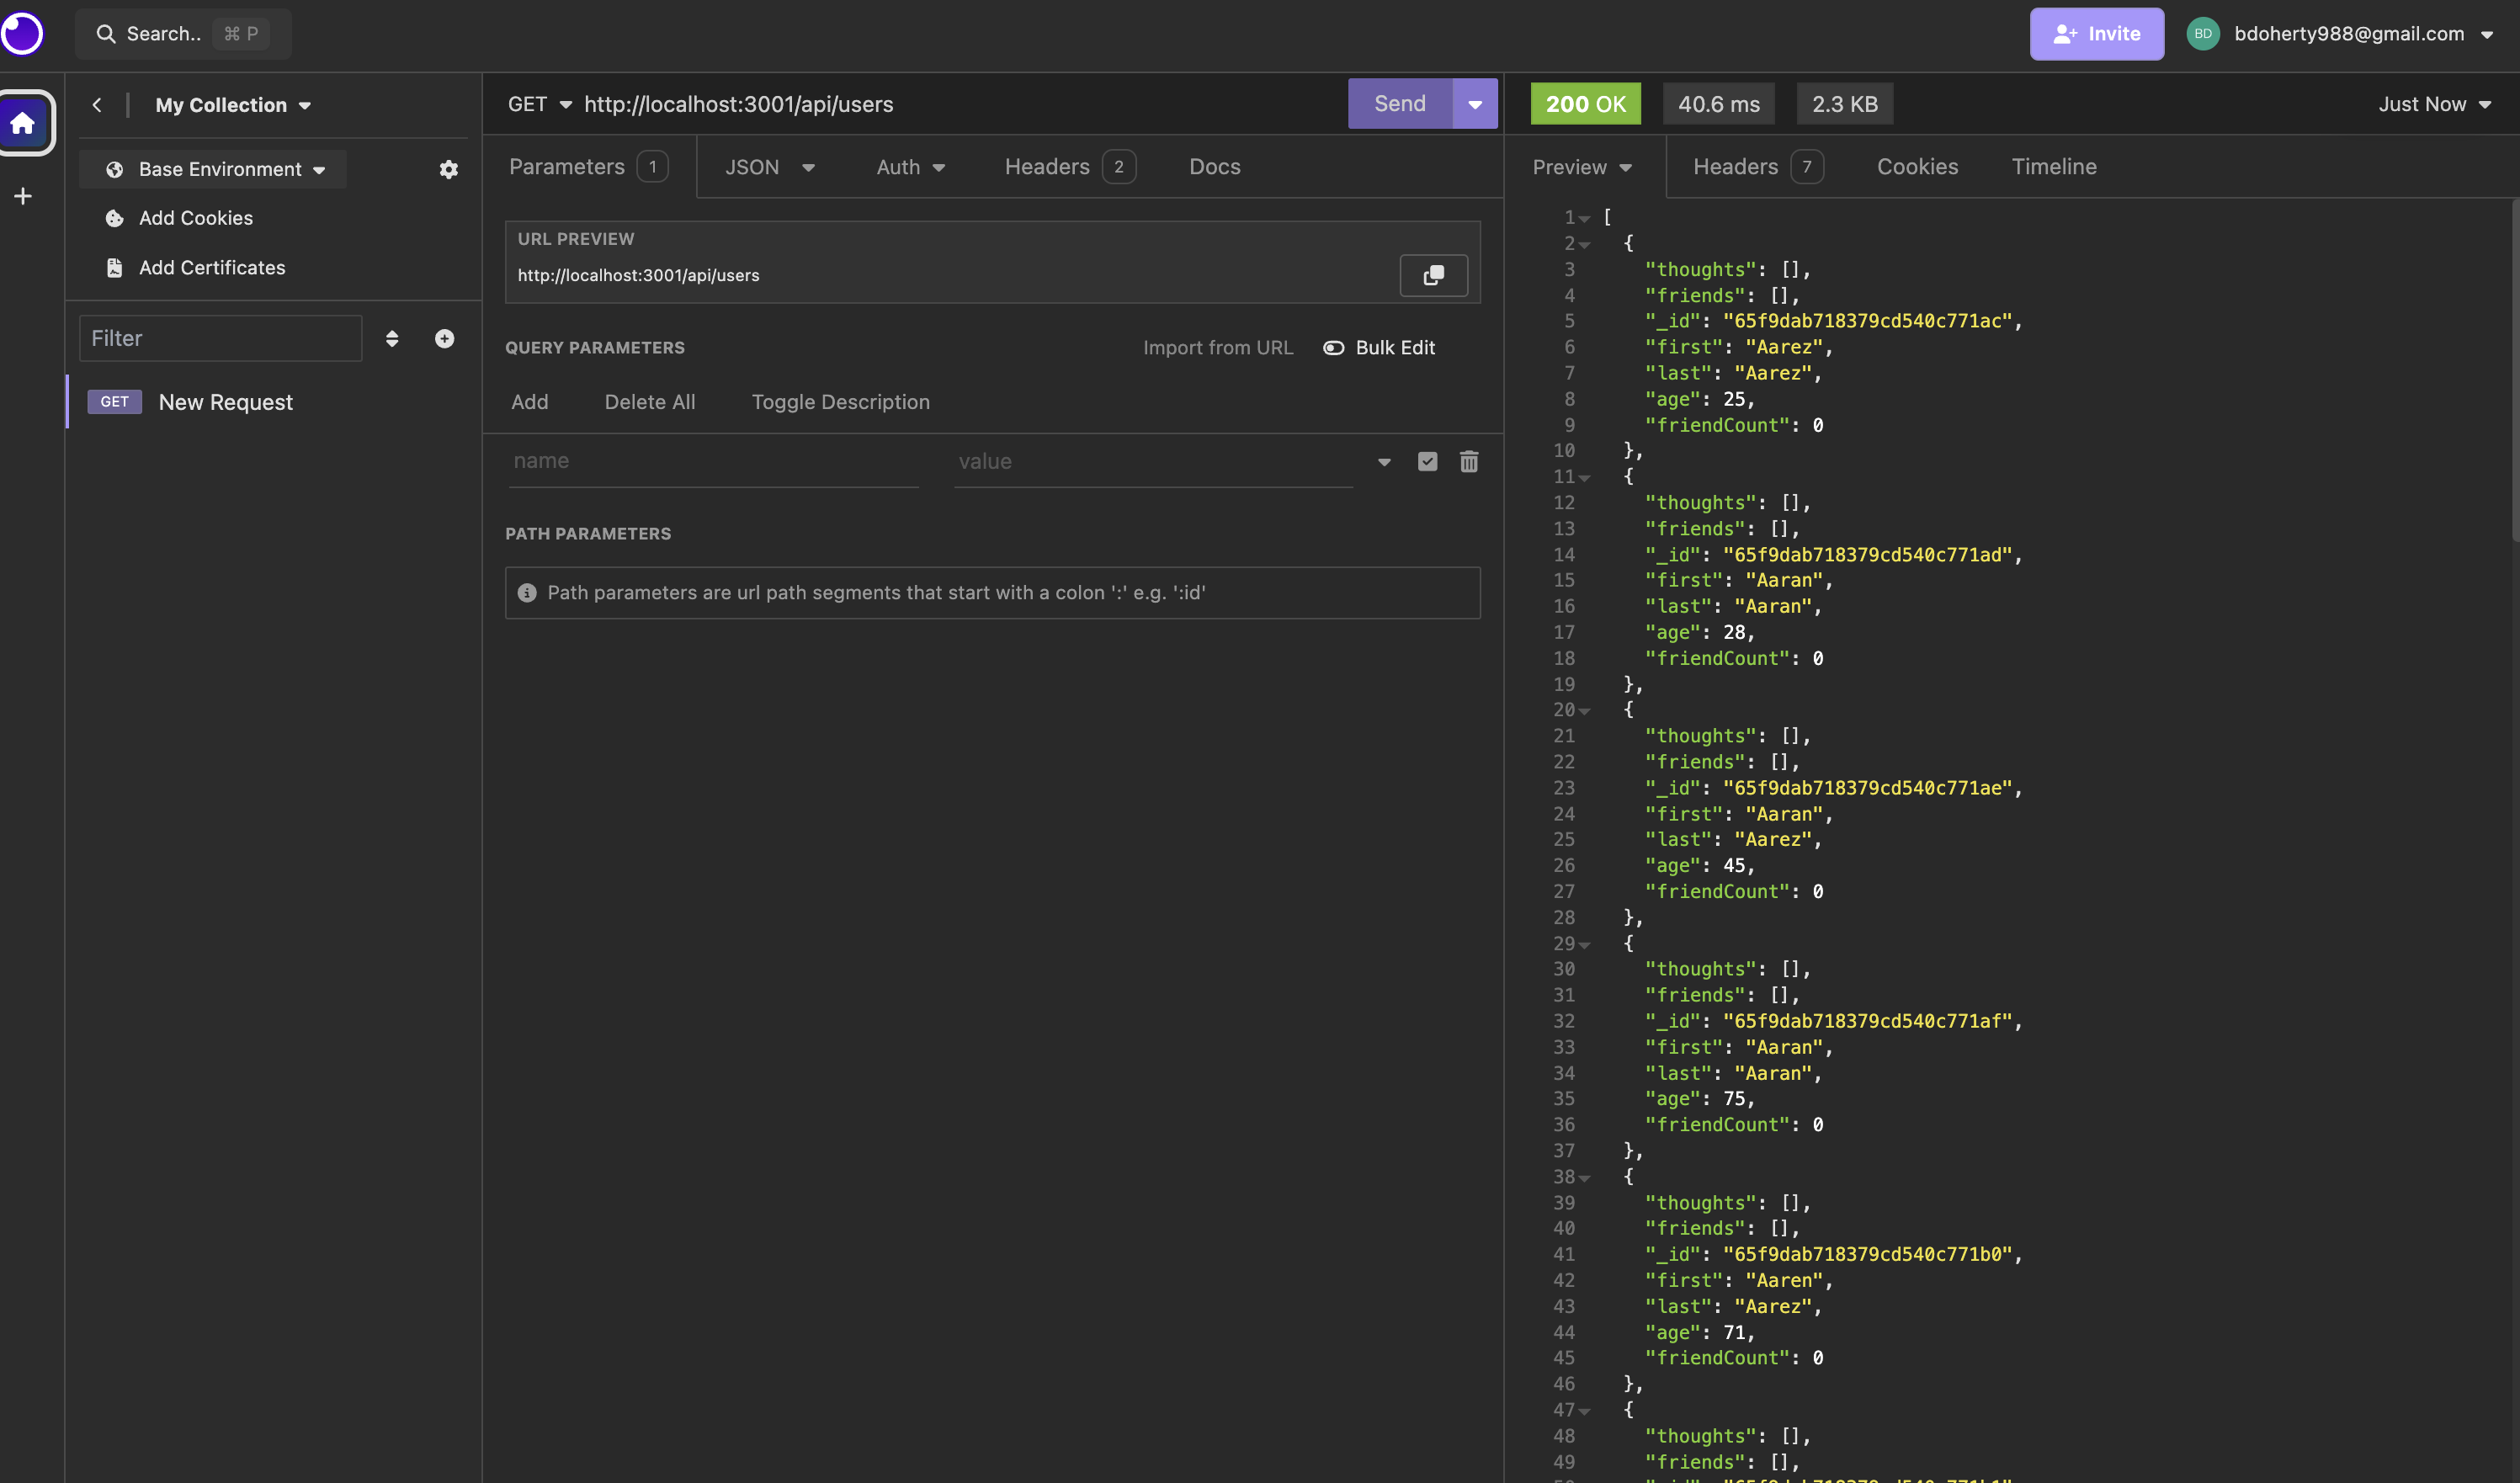 Search.. ⌘ P
Invite
BD bdoherty988@gmail.com
My Collection
Base Environment
Add Cookies
Add Certificates
Filter
GET New Request
GET http://localhost:3001/api/users Send
Parameters 1 JSON Auth Headers 2 Docs
URL PREVIEW
http://localhost:3001/api/users
QUERY PARAMETERS Import from URL Bulk Edit
Add Delete All Toggle Description
name value
PATH PARAMETERS
Path parameters are url path segments that start with a colon ':' e.g. ':id'
200 OK 40.6 ms 2.3 KB Just Now
Preview Headers 7 Cookies Timeline
1 [
2 {
3 "thoughts": [],
4 "friends": [],
5 "_id": "65f9dab718379cd540c771ac",
6 "first": "Aarez",
7 "last": "Aarez",
8 "age": 25,
9 "friendCount": 0
10 },
11 {
12 "thoughts": [],
13 "friends": [],
14 "_id": "65f9dab718379cd540c771ad",
15 "first": "Aaran",
16 "last": "Aaran",
17 "age": 28,
18 "friendCount": 0
19 },
20 {
21 "thoughts": [],
22 "friends": [],
23 "_id": "65f9dab718379cd540c771ae",
24 "first": "Aaran",
25 "last": "Aarez",
26 "age": 45,
27 "friendCount": 0
28 },
29 {
30 "thoughts": [],
31 "friends": [],
32 "_id": "65f9dab718379cd540c771af",
33 "first": "Aaran",
34 "last": "Aaran",
35 "age": 75,
36 "friendCount": 0
37 },
38 {
39 "thoughts": [],
40 "friends": [],
41 "_id": "65f9dab718379cd540c771b0",
42 "first": "Aaren",
43 "last": "Aarez",
44 "age": 71,
45 "friendCount": 0
46 },
47 {
48 "thoughts": [],
49 "friends": [],